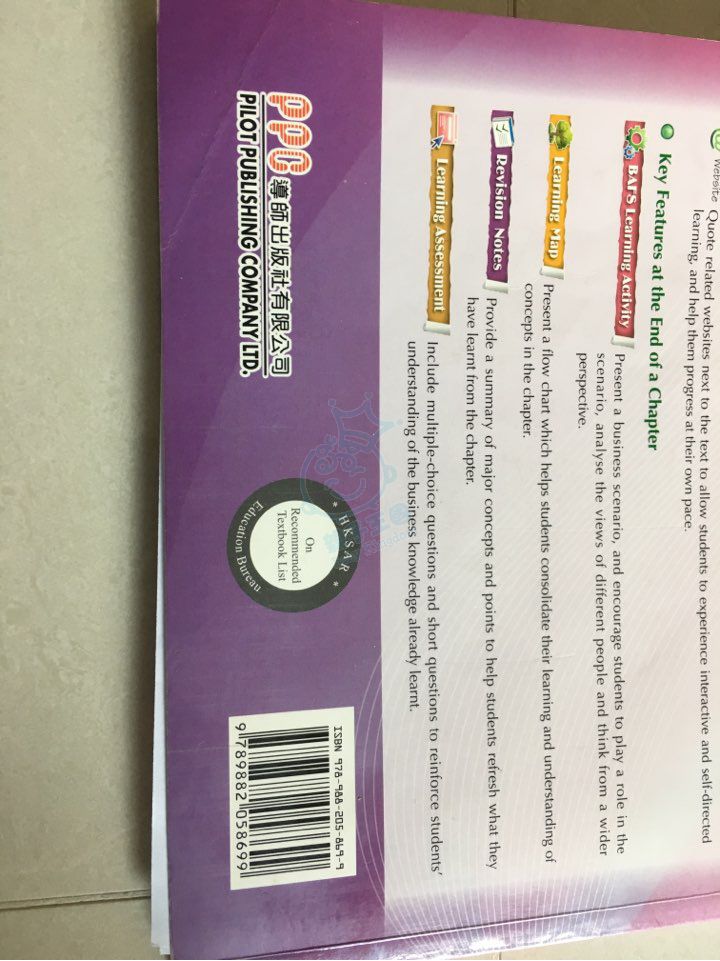 Website
Quote related websites next to the text to allow students to experience interactive and self-directed
learning, and help them progress at their own pace.
Key Features at the End of a Chapter
BAFS Learning Activity
Present a business scenario, and encourage students to play a role in the
scenario, analyse the views of different people and think from a wider
perspective.
Learning Map
Present a flow chart which helps students consolidate their learning and understanding of
concepts in the chapter.
Revision Notes
Provide a summary of major concepts and points to help students refresh what they
have learnt from the chapter.
Learning Assessment
Include multiple-choice questions and short questions to reinforce students'
understanding of the business knowledge already learnt.
PPC 導師出版社有限公司
PILOT PUBLISHING COMPANY LTD.
* HKSAR *
On
Recommended
Textbook List
Education Bureau
ISBN 978-988-205-869-9
9 789882 058699